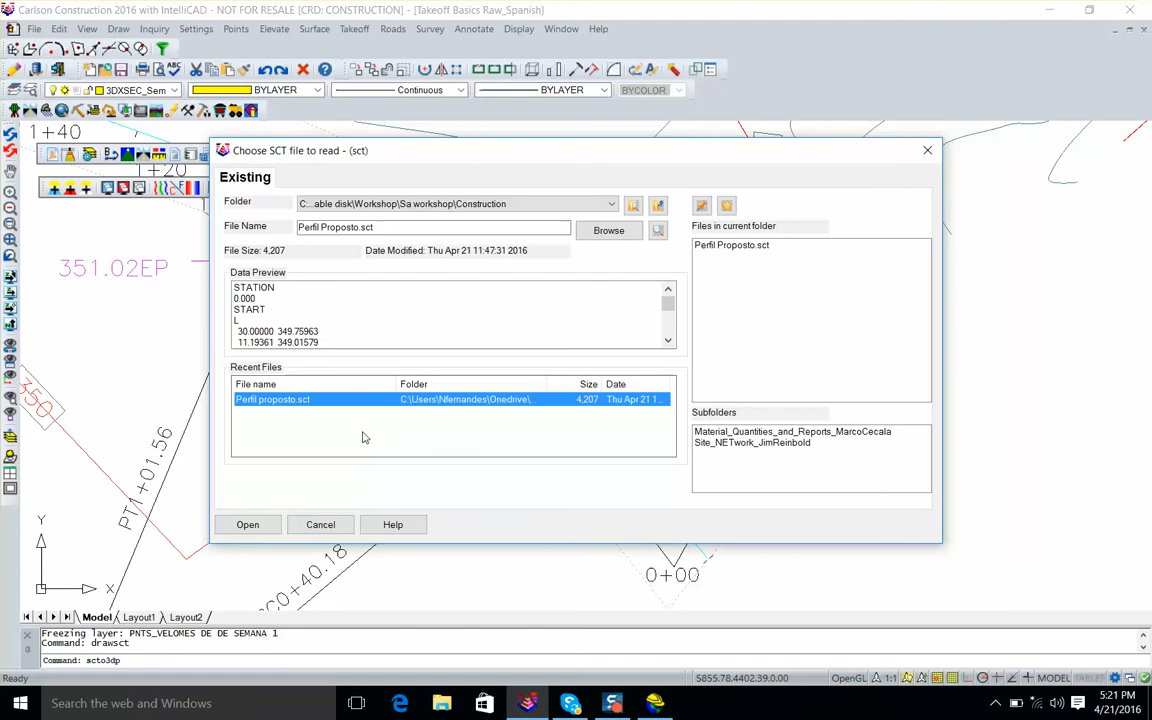 Carlson Construction 2016 with IntelliCAD - NOT FOR RESALE [CRD: CONSTRUCTION] - [Takeoff Basics Raw_Spanish]
File Edit View Draw Inquiry Settings Points Elevate Surface Takeoff Roads Survey Annotate Display Window Help
3DXSEC_Sem BYLAYER Continuous BYLAYER BYCOLOR
1+40
1+20
351.02EP
350
PT1+01.56
SC0+40.18
0+00
Y
X
Choose SCT file to read - (sct)
Existing
Folder C:...able disk\Workshop\Sa workshop\Construction
File Name Perfil Proposto.sct Browse
File Size: 4,207 Date Modified: Thu Apr 21 11:47:31 2016
Data Preview
STATION
0.000
START
L
30.00000 349.75963
11.19361 349.01579
Recent Files
File name Folder Size Date
Perfil proposto.sct C:\Users\Nfernandes\Onedrive\... 4,207 Thu Apr 21 1...
Files in current folder
Perfil Proposto.sct
Subfolders
Material_Quantities_and_Reports_MarcoCecala
Site_NETwork_JimReinbold
Open Cancel Help
Model Layout1 Layout2
Freezing layer: PNTS_VELOMES DE DE SEMANA 1
Command: drawsct
Command: scto3dp
Ready 5855.78,4402.39,0.00 OpenGL 1:1 MODEL TABLET
Search the web and Windows
5:21 PM
4/21/2016